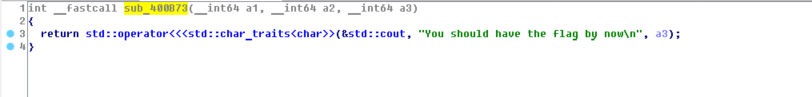 1 int __fastcall sub_400873(__int64 a1, __int64 a2, __int64 a3)
2 {
3 return std::operator<<<std::char_traits<char>>(&std::cout, "You should have the flag by now\n", a3);
4 }